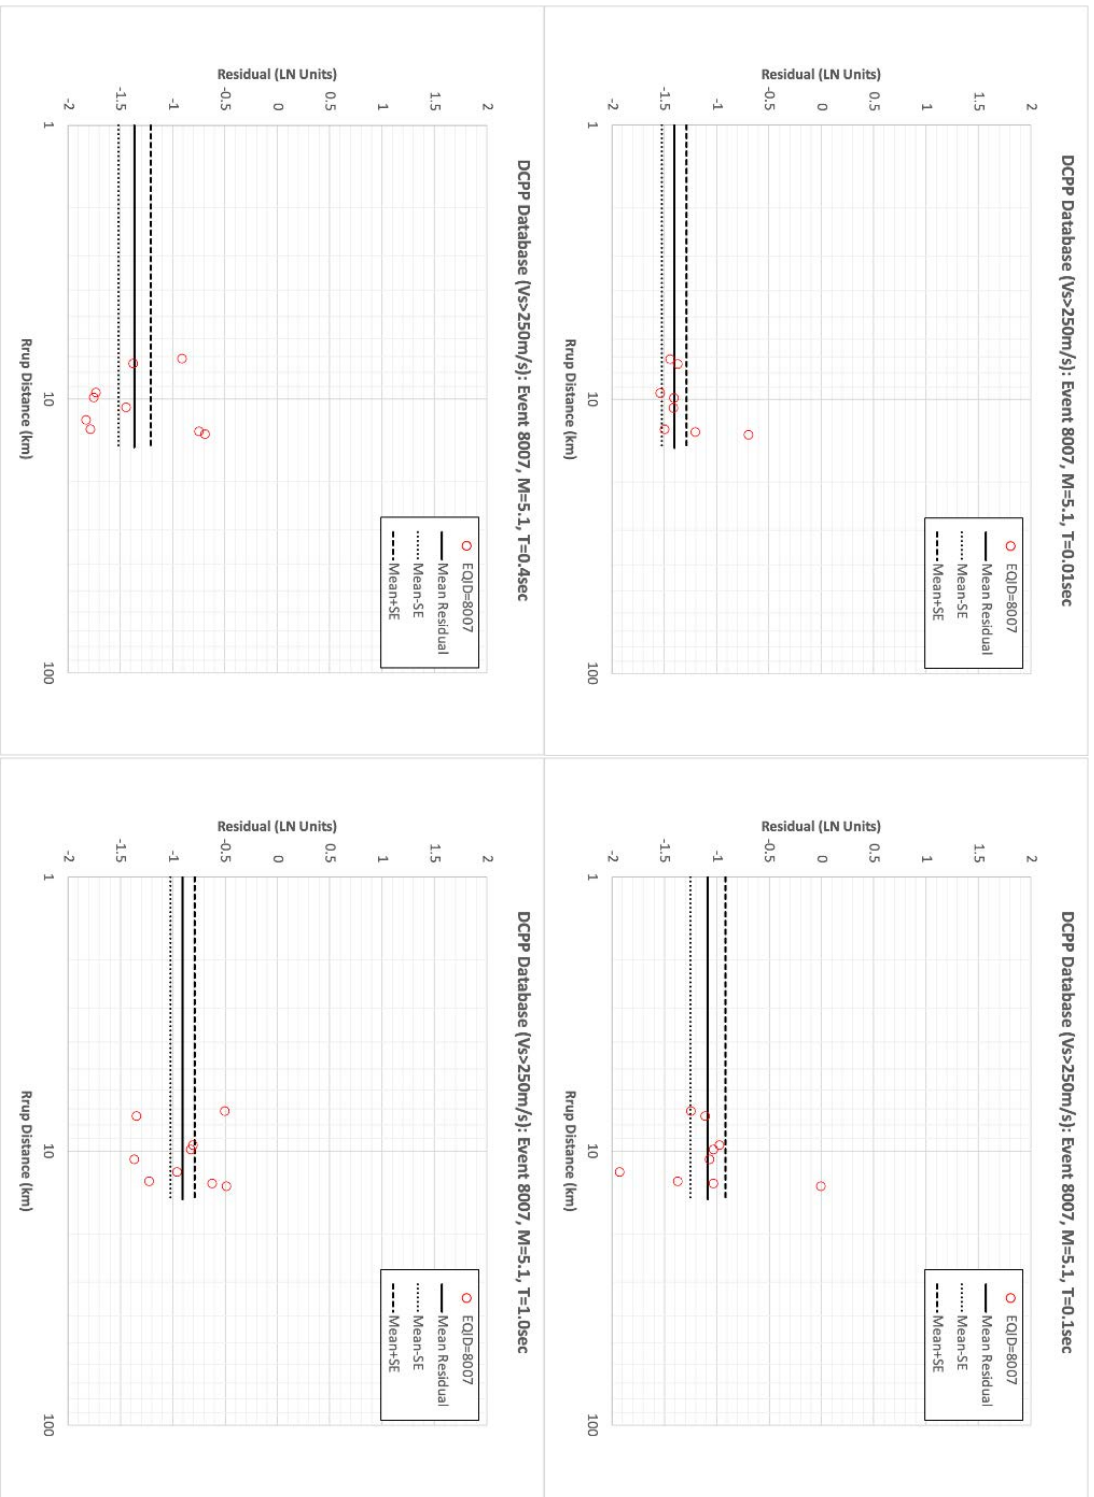 DCPP Database (Vs>250m/s): Event 8007, M=5.1, T=0.01sec
2
1.5
1
0.5
0
-0.5
-1
-1.5
-2
Residual (LN Units)
1
10
100
Rrup Distance (km)
EQID=8007
Mean Residual
Mean-SE
Mean+SE
DCPP Database (Vs>250m/s): Event 8007, M=5.1, T=0.1sec
2
1.5
1
0.5
0
-0.5
-1
-1.5
-2
Residual (LN Units)
1
10
100
Rrup Distance (km)
EQID=8007
Mean Residual
Mean-SE
Mean+SE
DCPP Database (Vs>250m/s): Event 8007, M=5.1, T=0.4sec
2
1.5
1
0.5
0
-0.5
-1
-1.5
-2
Residual (LN Units)
1
10
100
Rrup Distance (km)
EQID=8007
Mean Residual
Mean-SE
Mean+SE
DCPP Database (Vs>250m/s): Event 8007, M=5.1, T=1.0sec
2
1.5
1
0.5
0
-0.5
-1
-1.5
-2
Residual (LN Units)
1
10
100
Rrup Distance (km)
EQID=8007
Mean Residual
Mean-SE
Mean+SE